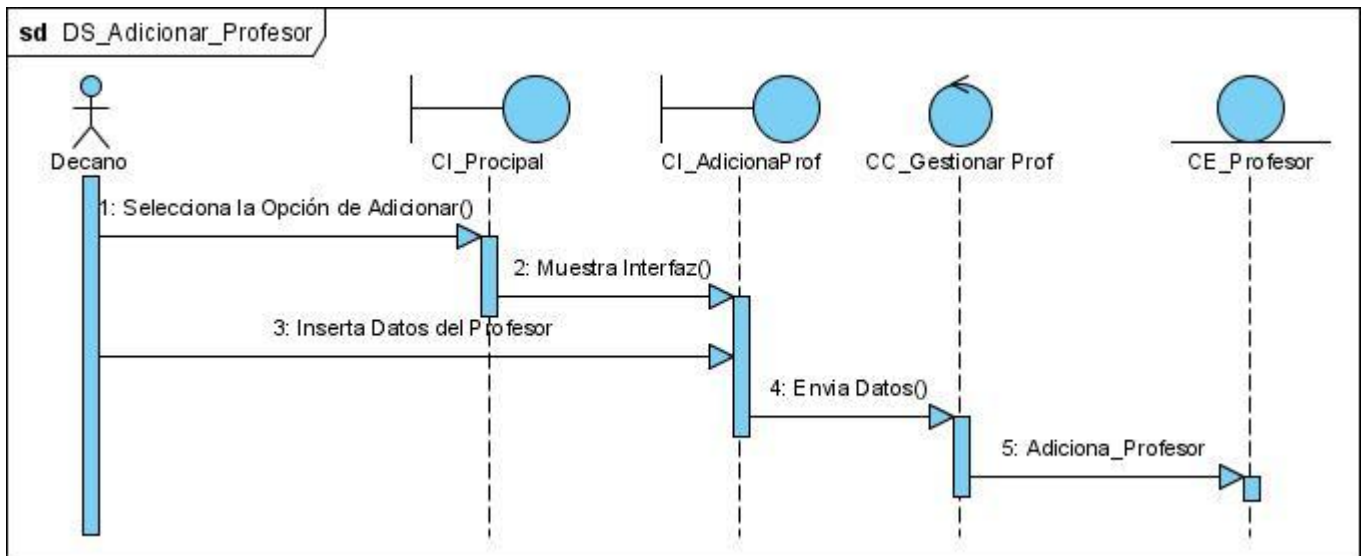 sd DS_Adicionar_Profesor
Decano
CI_Procipal
CI_AdicionaProf
CC_Gestionar Prof
CE_Profesor
1: Selecciona la Opción de Adicionar()
2: Muestra Interfaz()
3: Inserta Datos del Profesor
4: Envia Datos()
5: Adiciona_Profesor